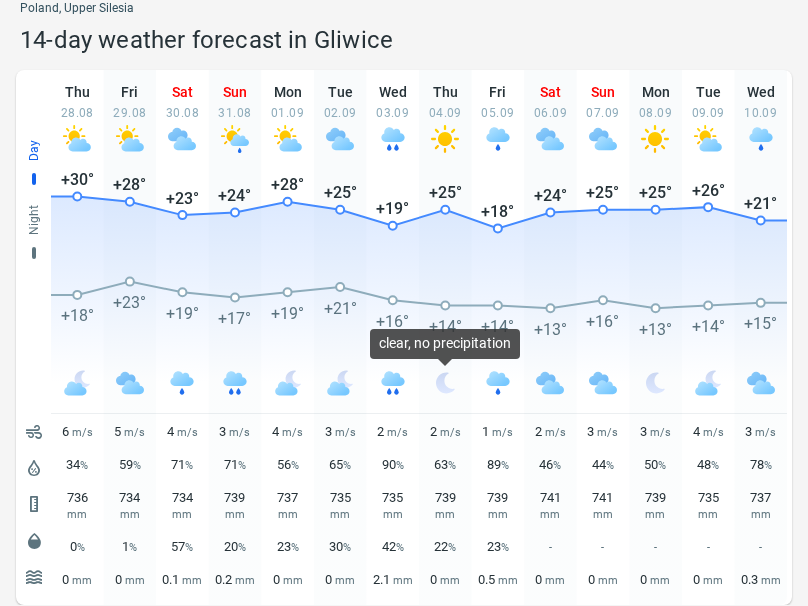 Poland, Upper Silesia
14-day weather forecast in Gliwice
Thu Fri Sat Sun Mon Tue Wed Thu Fri Sat Sun Mon Tue Wed
28.08 29.08 30.08 31.08 01.09 02.09 03.09 04.09 05.09 06.09 07.09 08.09 09.09 10.09
Day
+30° +28° +23° +24° +28° +25° +19° +25° +18° +24° +25° +25° +26° +21°
Night
+18° +23° +19° +17° +19° +21° +16° +14° +14° +13° +16° +13° +14° +15°
clear, no precipitation
6 m/s 5 m/s 4 m/s 3 m/s 4 m/s 3 m/s 2 m/s 2 m/s 1 m/s 2 m/s 3 m/s 3 m/s 4 m/s 3 m/s
34% 59% 71% 71% 56% 65% 90% 63% 89% 46% 44% 50% 48% 78%
736 734 734 739 737 735 735 739 739 741 741 739 735 737
mm mm mm mm mm mm mm mm mm mm mm mm mm mm
0% 1% 57% 20% 23% 30% 42% 22% 23% - - - - -
0 mm 0 mm 0.1 mm 0.2 mm 0 mm 0 mm 2.1 mm 0 mm 0.5 mm 0 mm 0 mm 0 mm 0 mm 0.3 mm